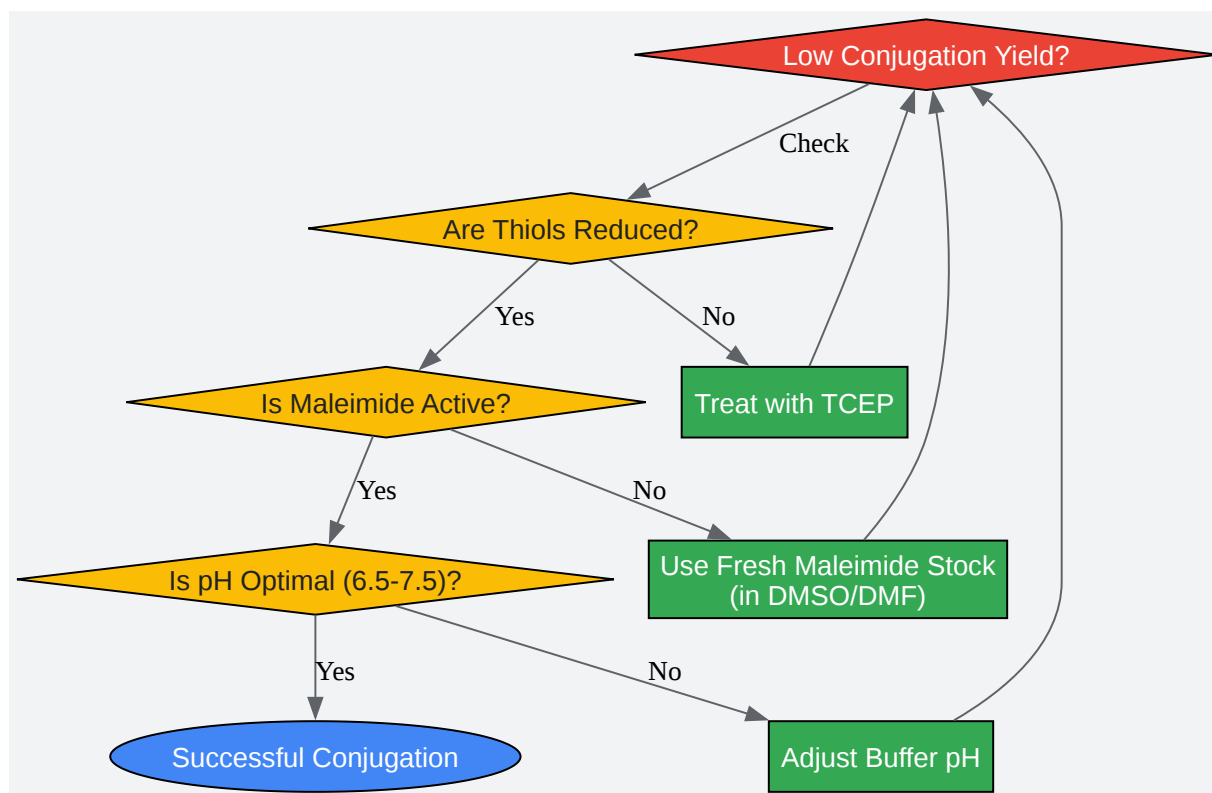 Low Conjugation Yield?
Check
Are Thiols Reduced?
Yes
No
Is Maleimide Active?
Treat with TCEP
Yes
No
Is pH Optimal (6.5-7.5)?
Use Fresh Maleimide Stock
(in DMSO/DMF)
Yes
No
Successful Conjugation
Adjust Buffer pH